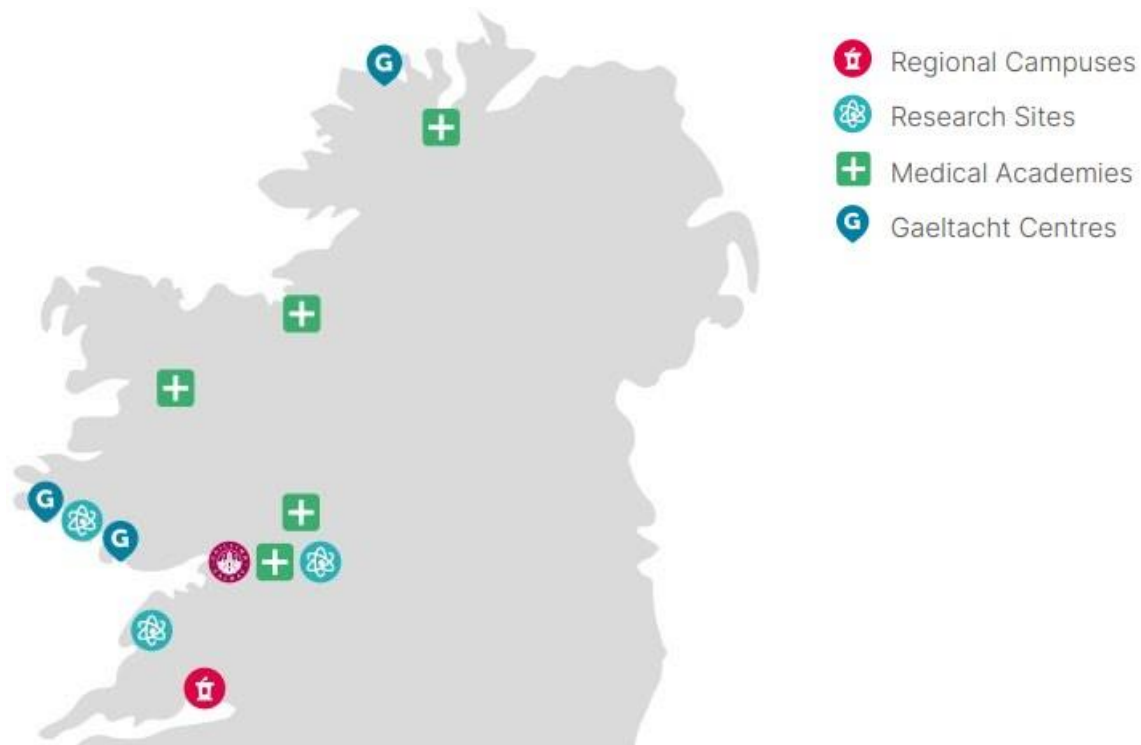 G
Regional Campuses
Research Sites
Medical Academies
G Gaeltacht Centres
G
G